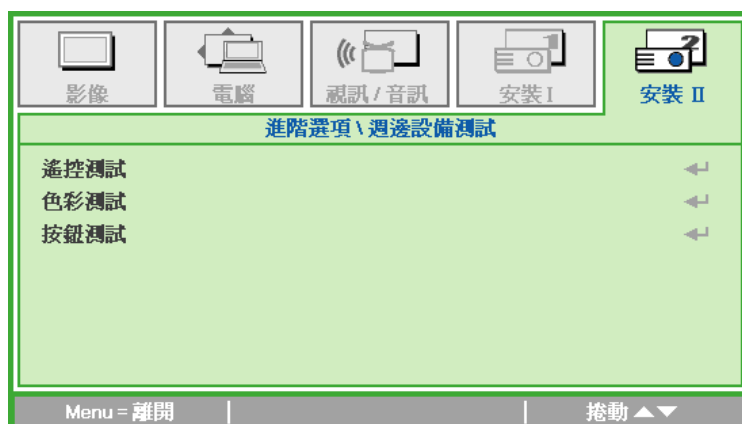 影像 電腦 視訊 / 音訊 安裝 I 安裝 II
進階選項 \ 週邊設備測試
遙控測試
色彩測試
按鈕測試
Menu = 離開 捲動 ▲▼